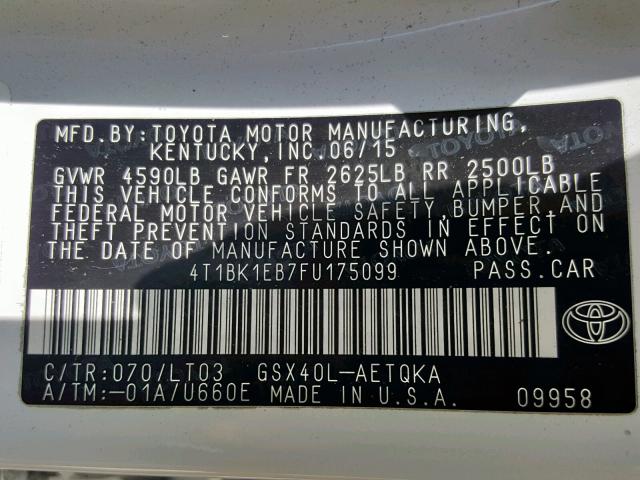 MFD.BY:TOYOTA MOTOR MANUFACTURING,
KENTUCKY,INC.06/15
GVWR 4590LB GAWR FR 2625LB RR 2500LB
THIS VEHICLE CONFORMS TO ALL APPLICABLE
FEDERAL MOTOR VEHICLE SAFETY,BUMPER,AND
THEFT PREVENTION STANDARDS IN EFFECT ON
THE DATE OF MANUFACTURE SHOWN ABOVE.
4T1BK1EB7FU175099 PASS.CAR
C/TR:070/LT03 GSX40L-AETQKA
A/TM:-01A/U660E MADE IN U.S.A. 09958